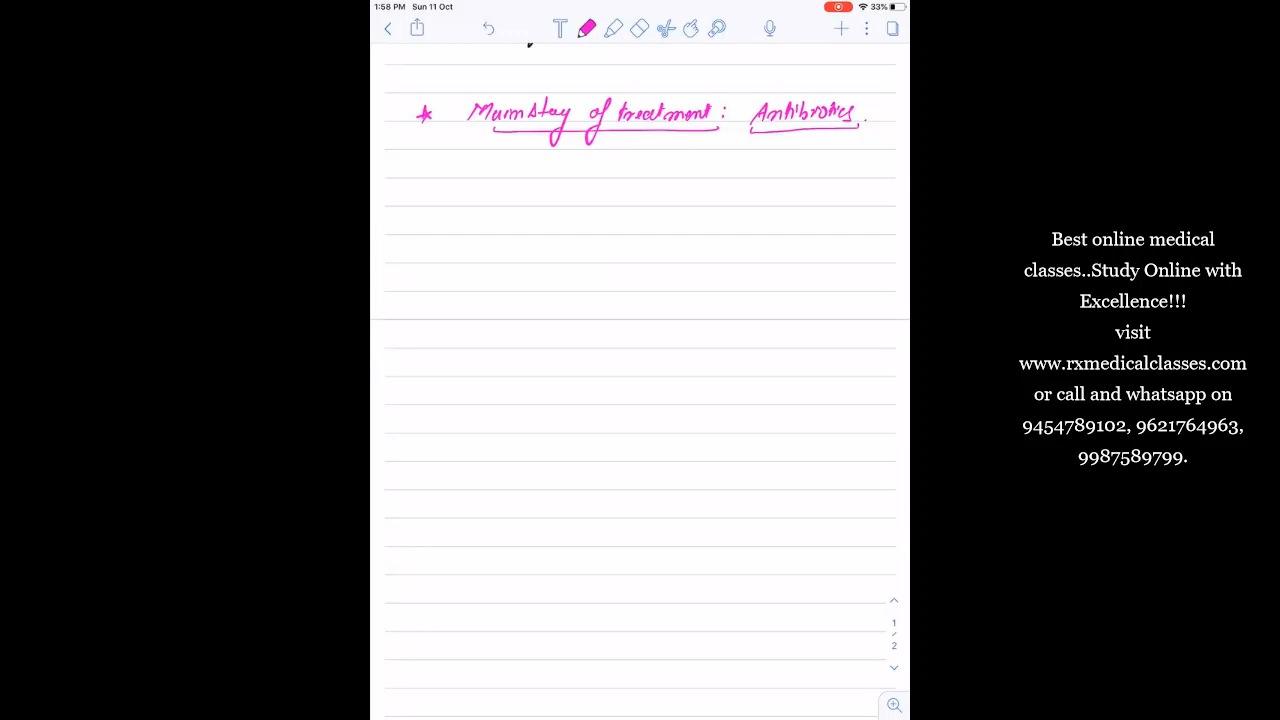 1:58 PM Sun 11 Oct 33%
★ Mainstay of treatment : Antibiotics.
1
/
2
Best online medical
classes..Study Online with
Excellence!!!
visit
www.rxmedicalclasses.com
or call and whatsapp on
9454789102, 9621764963,
9987589799.